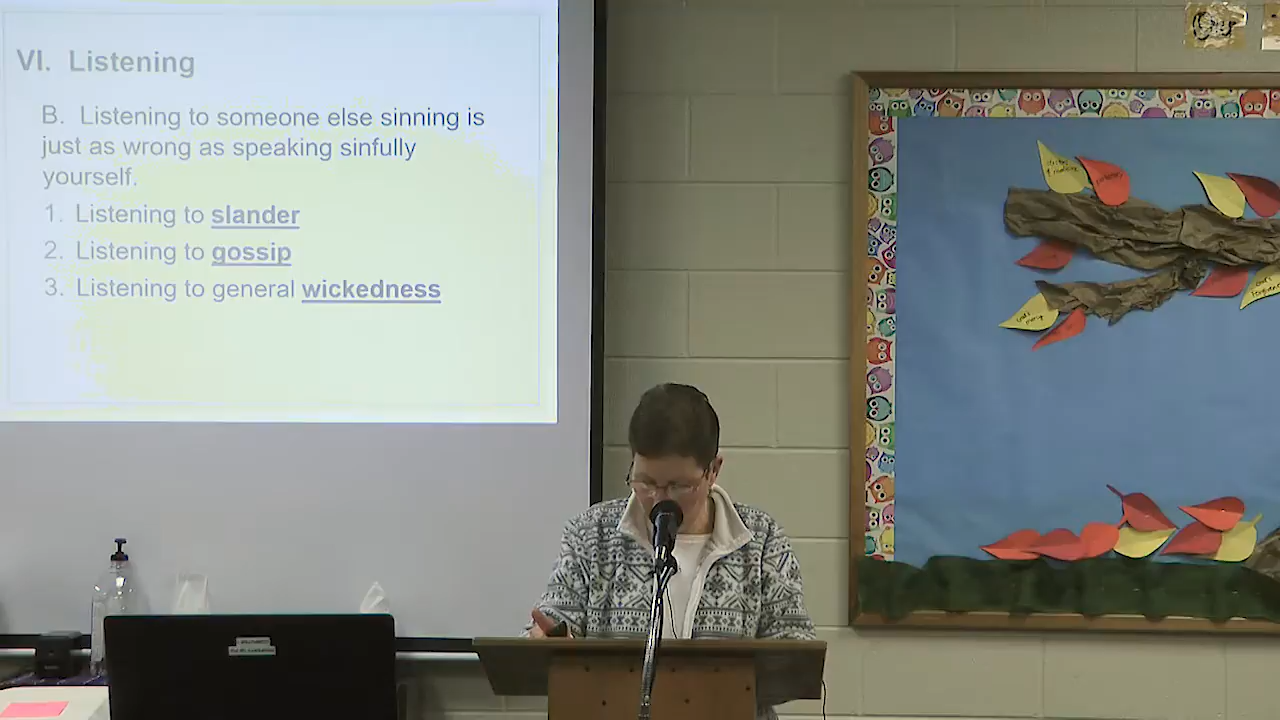 VI. Listening
B. Listening to someone else sinning is
just as wrong as speaking sinfully
yourself.
1. Listening to slander
2. Listening to gossip
3. Listening to general wickedness